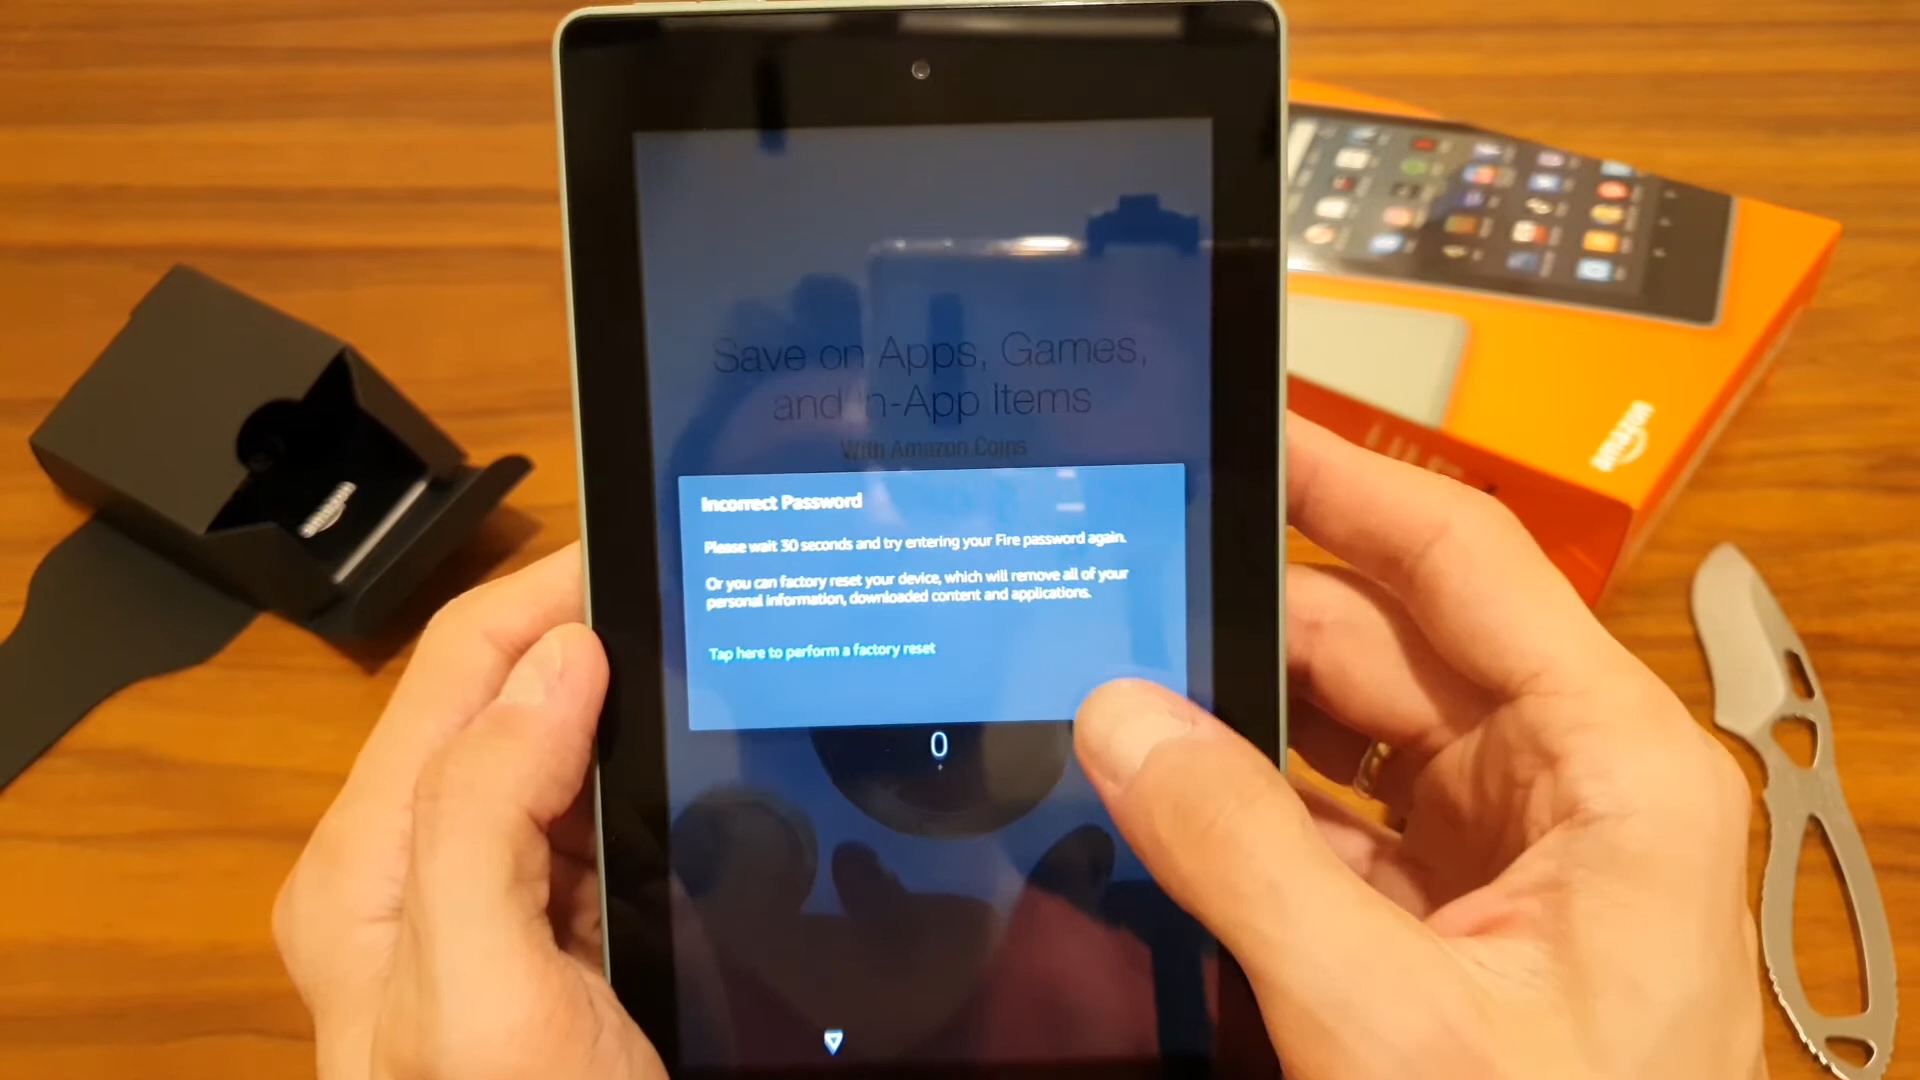 Save on Apps, Games,
and In-App Items
With Amazon Coins
Incorrect Password
Please wait 30 seconds and try entering your Fire password again.
Or you can factory reset your device, which will remove all of your
personal information, downloaded content and applications.
Tap here to perform a factory reset
0
amazon
amazon